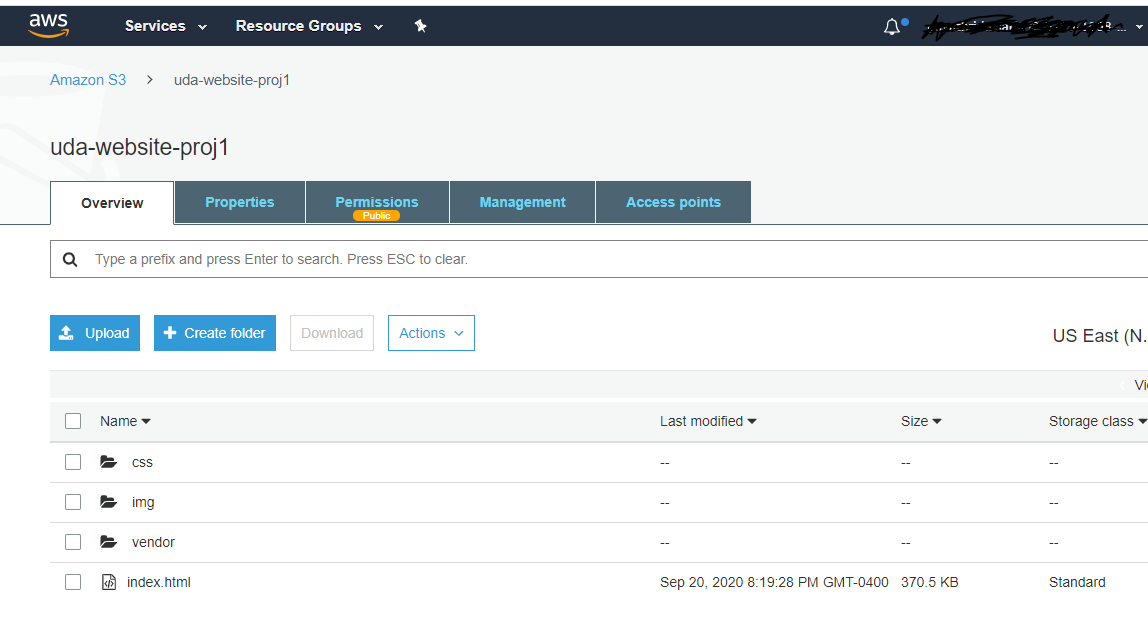 aws Services Resource Groups
Amazon S3 > uda-website-proj1
uda-website-proj1
Overview Properties Permissions Management Access points
Public
Type a prefix and press Enter to search. Press ESC to clear.
Upload + Create folder Download Actions US East (N.
Name Last modified Size Storage class
css -- -- --
img -- -- --
vendor -- -- --
index.html Sep 20, 2020 8:19:28 PM GMT-0400 370.5 KB Standard